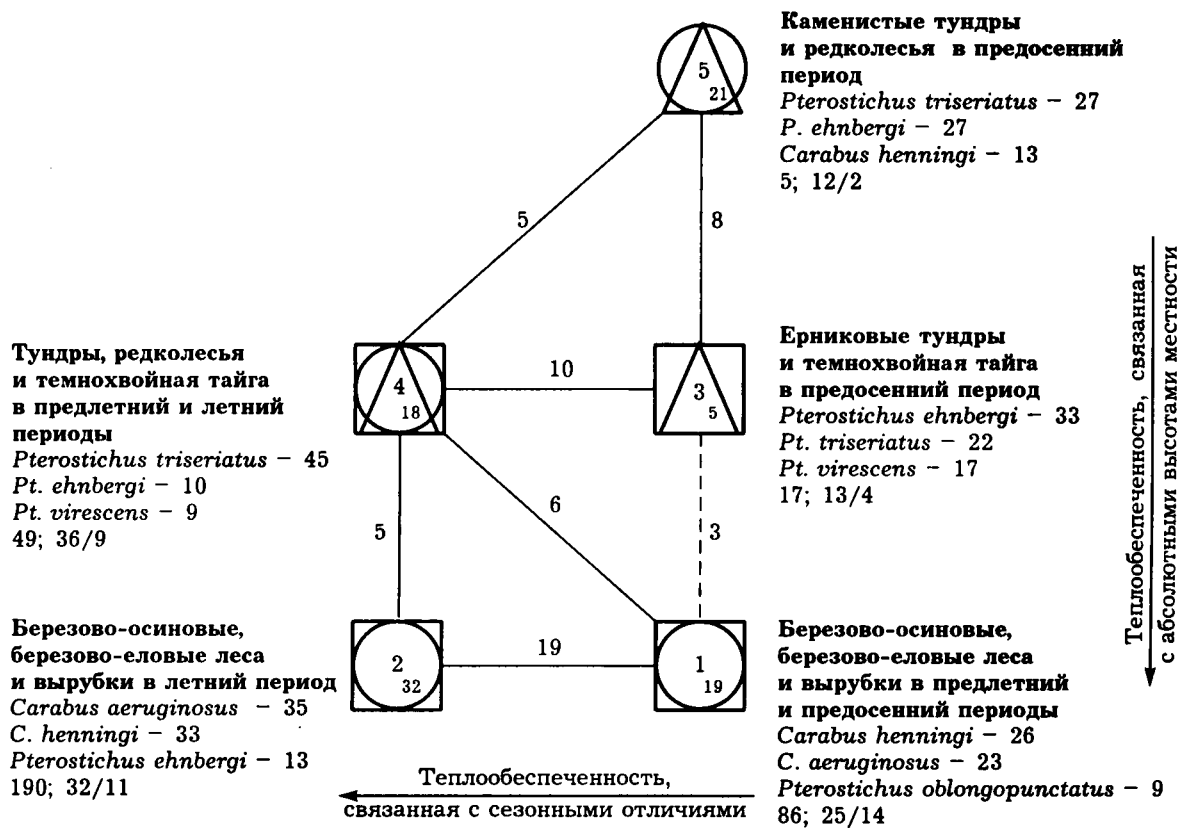 Каменистые тундры
и редколесья в предосенний
период
Pterostichus triseriatus – 27
P. ehnbergi – 27
Carabus henningi – 13
5; 12/2
5
21
5
8
Тундры, редколесья
и темнохвойная тайга
в предлетний и летний
периоды
Pterostichus triseriatus – 45
Pt. ehnbergi – 10
Pt. virescens – 9
49; 36/9
4
18
10
3
5
Ерниковые тундры
и темнохвойная тайга
в предосенний период
Pterostichus ehnbergi – 33
Pt. triseriatus – 22
Pt. virescens – 17
17; 13/4
5
6
3
Березово-осиновые,
березово-еловые леса
и вырубки в летний период
Carabus aeruginosus – 35
C. henningi – 33
Pterostichus ehnbergi – 13
190; 32/11
2
32
19
1
19
Березово-осиновые,
березово-еловые леса
и вырубки в предлетний
и предосенний периоды
Carabus henningi – 26
C. aeruginosus – 23
Pterostichus oblongopunctatus – 9
86; 25/14
Теплообеспеченность,
связанная с сезонными отличиями
Теплообеспеченность, связанная
с абсолютными высотами местности